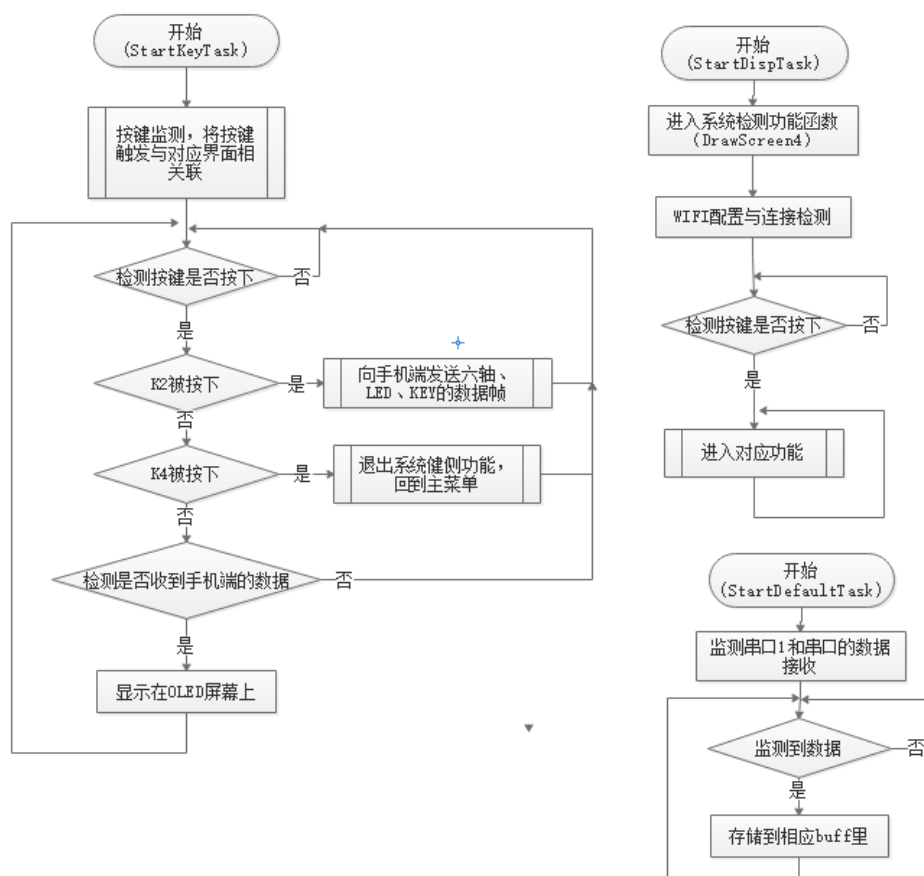 开始
(StartKeyTask)
按键监测，将按键
触发与对应界面相
关联
检测按键是否按下
否
是
K2被按下
是
向手机端发送六轴、
LED、KEY的数据帧
否
K4被按下
是
退出系统健侧功能，
回到主菜单
否
检测是否收到手机端的数据
否
是
显示在OLED屏幕上
开始
(StartDispTask)
进入系统检测功能函数
(DrawScreen4)
WIFI配置与连接检测
检测按键是否按下
否
是
进入对应功能
开始
(StartDefaultTask)
监测串口1和串口的数据
接收
监测到数据
否
是
存储到相应buff里